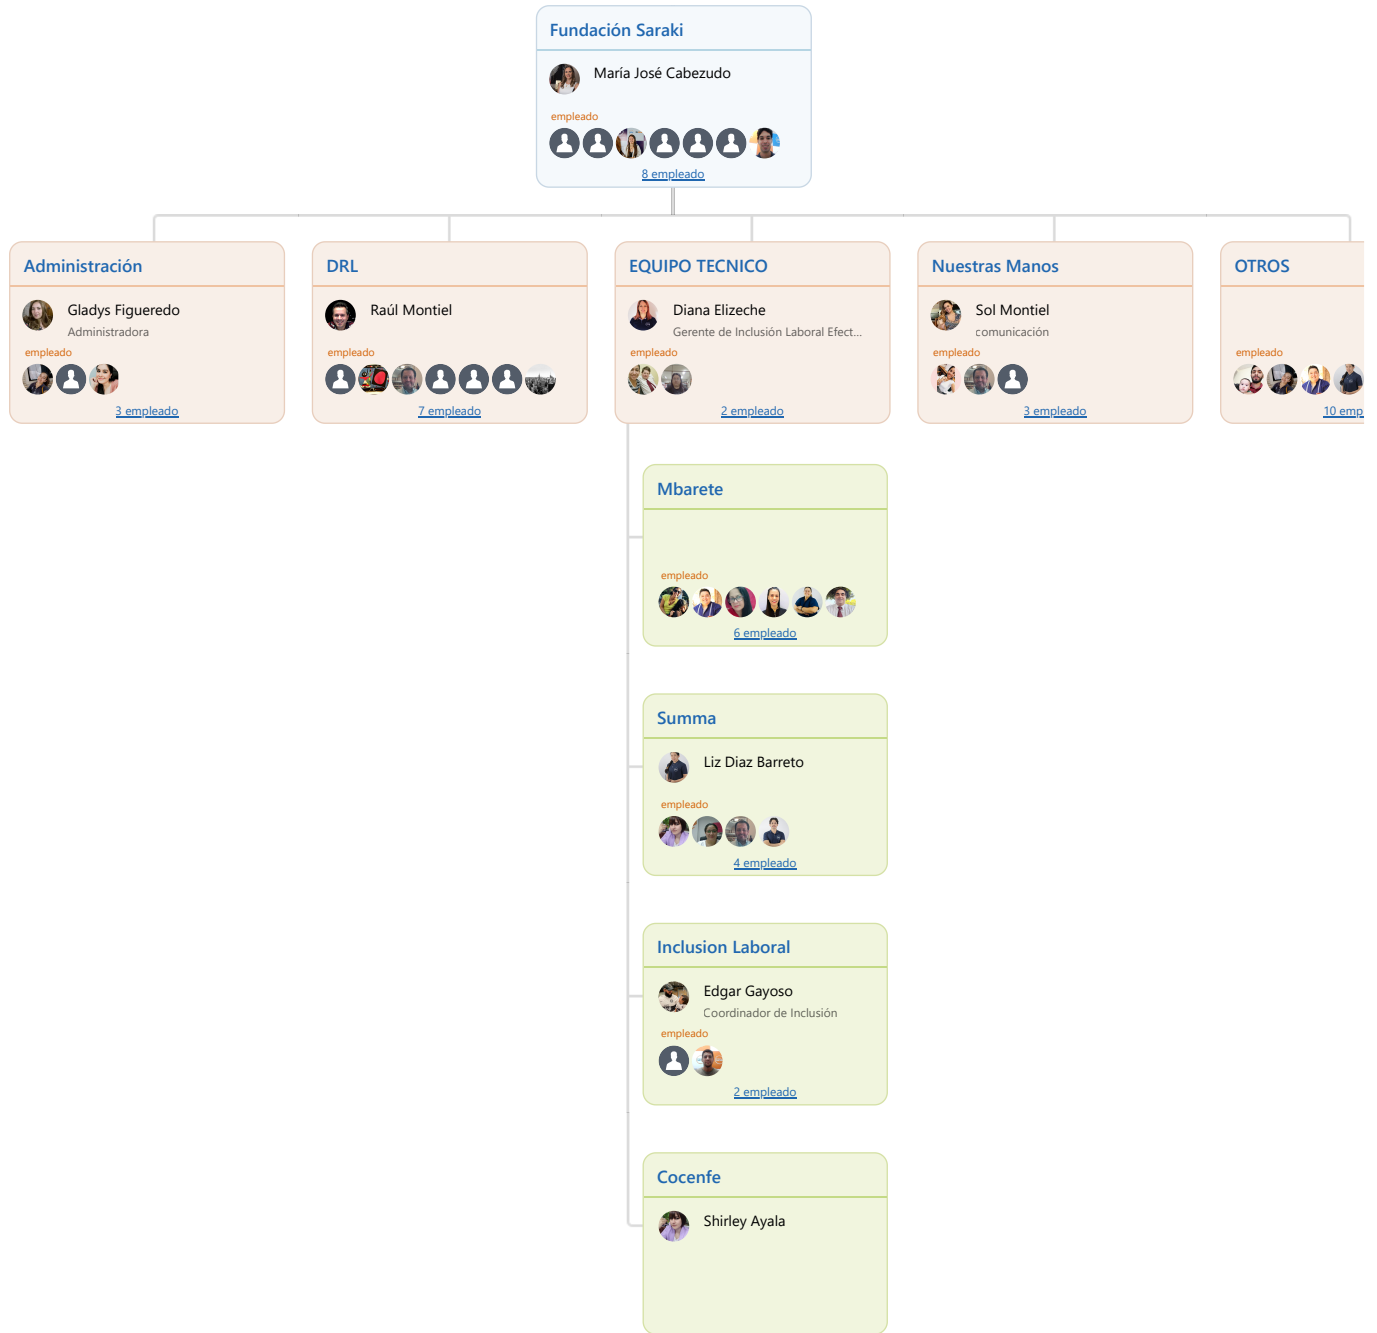 Fundación Saraki
María José Cabezudo
empleado
8 empleado
Administración
Gladys Figueredo
Administradora
empleado
3 empleado
DRL
Raúl Montiel
empleado
7 empleado
EQUIPO TECNICO
Diana Elizeche
Gerente de Inclusión Laboral Efect...
empleado
2 empleado
Nuestras Manos
Sol Montiel
comunicación
empleado
3 empleado
OTROS
empleado
10 emp
Mbarete
empleado
6 empleado
Summa
Liz Diaz Barreto
empleado
4 empleado
Inclusion Laboral
Edgar Gayoso
Coordinador de Inclusión
empleado
2 empleado
Cocenfe
Shirley Ayala